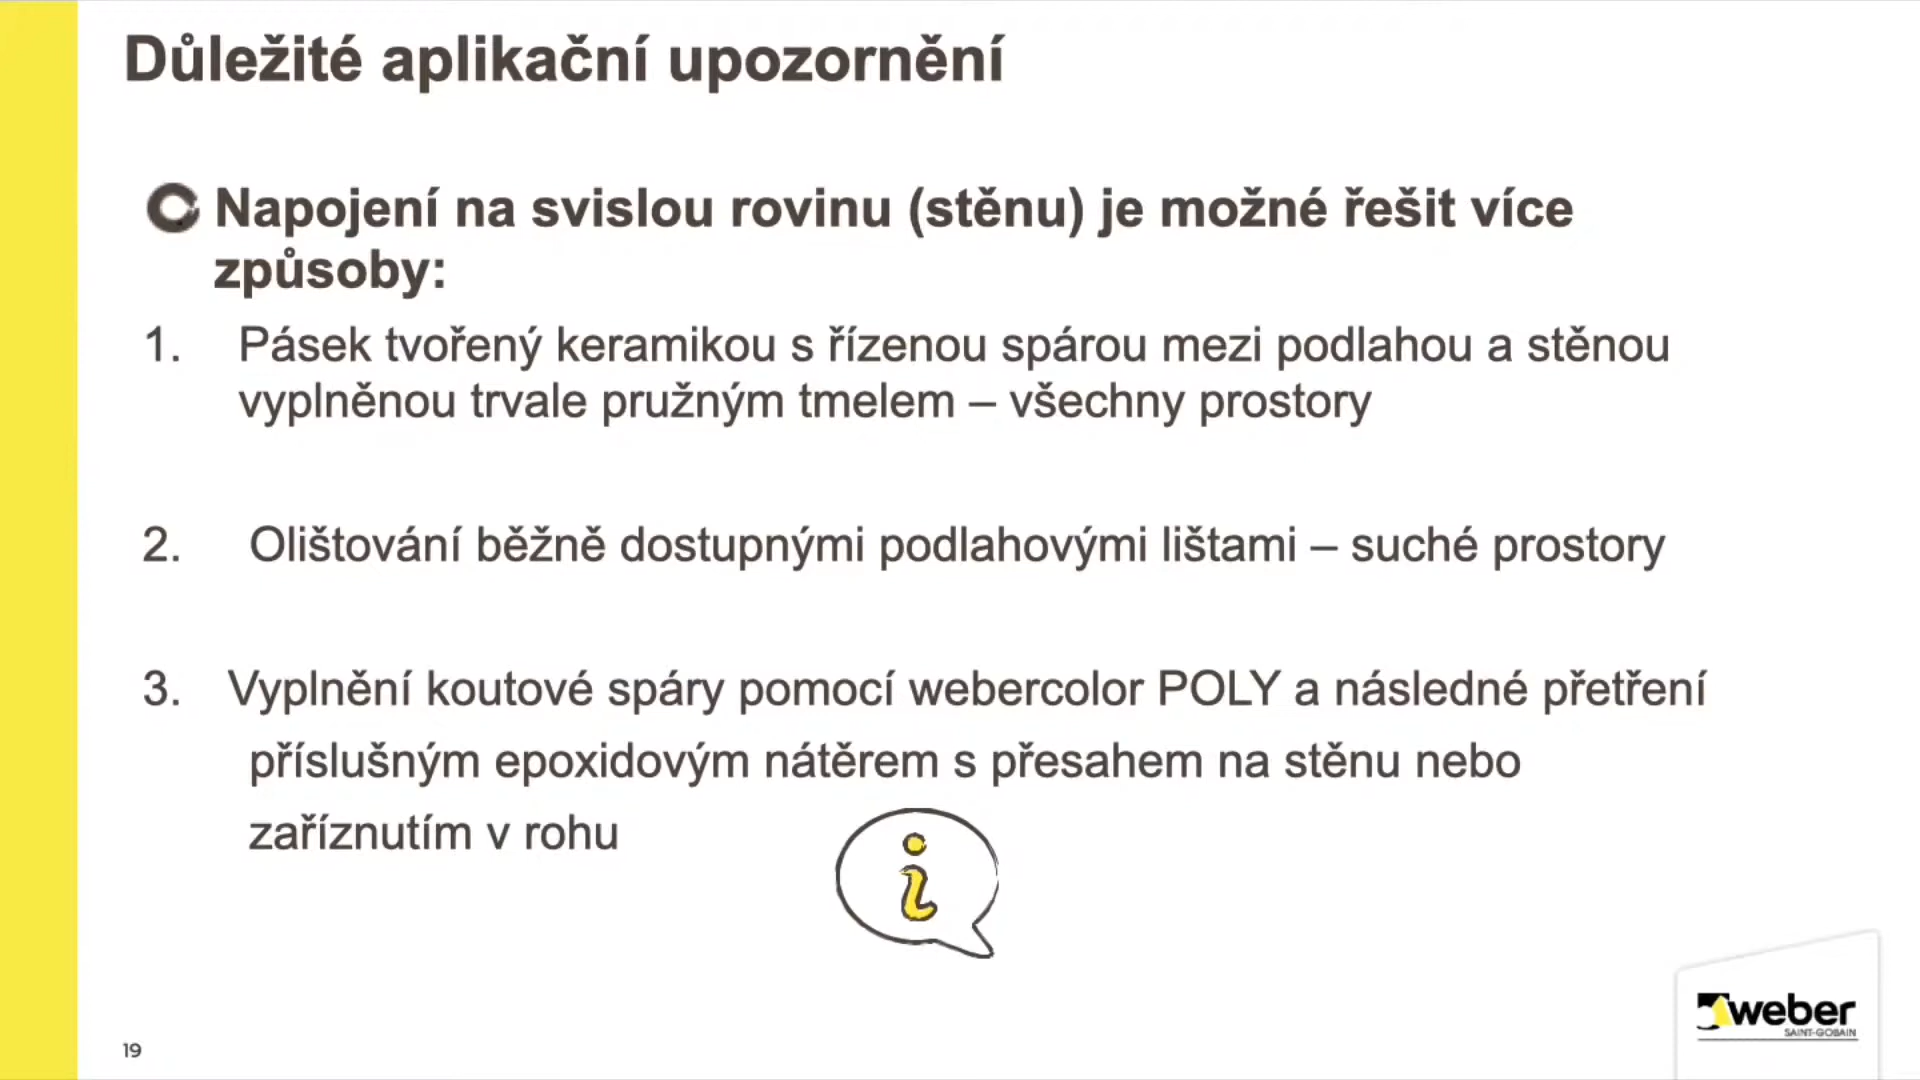 Důležité aplikační upozornění
Napojení na svislou rovinu (stěnu) je možné řešit více
způsoby:
1. Pásek tvořený keramikou s řízenou spárou mezi podlahou a stěnou
vyplněnou trvale pružným tmelem – všechny prostory
2. Olištování běžně dostupnými podlahovými lištami – suché prostory
3. Vyplnění koutové spáry pomocí webercolor POLY a následné přetření
příslušným epoxidovým nátěrem s přesahem na stěnu nebo
zaříznutím v rohu
i
weber
SAINT-GOBAIN
19